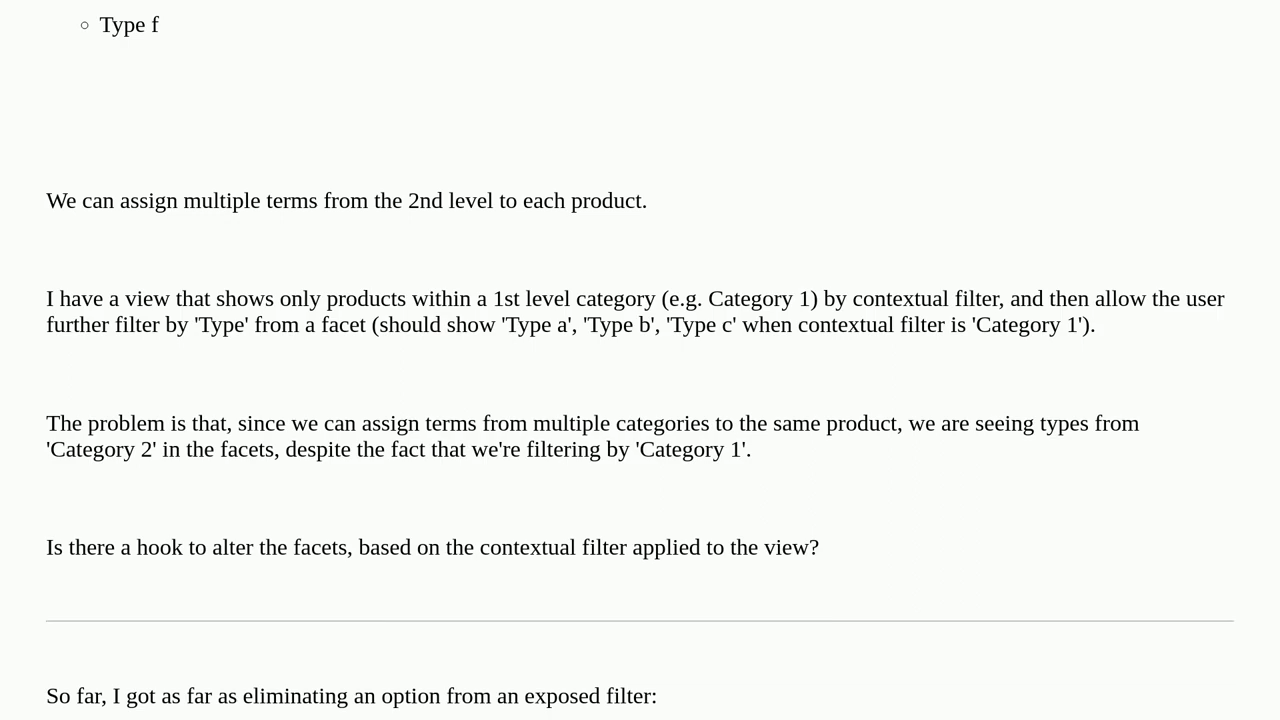 Type f
We can assign multiple terms from the 2nd level to each product.
I have a view that shows only products within a 1st level category (e.g. Category 1) by contextual filter, and then allow the user
further filter by 'Type' from a facet (should show 'Type a', 'Type b', 'Type c' when contextual filter is 'Category 1').
The problem is that, since we can assign terms from multiple categories to the same product, we are seeing types from
'Category 2' in the facets, despite the fact that we're filtering by 'Category 1'.
Is there a hook to alter the facets, based on the contextual filter applied to the view?
So far, I got as far as eliminating an option from an exposed filter: